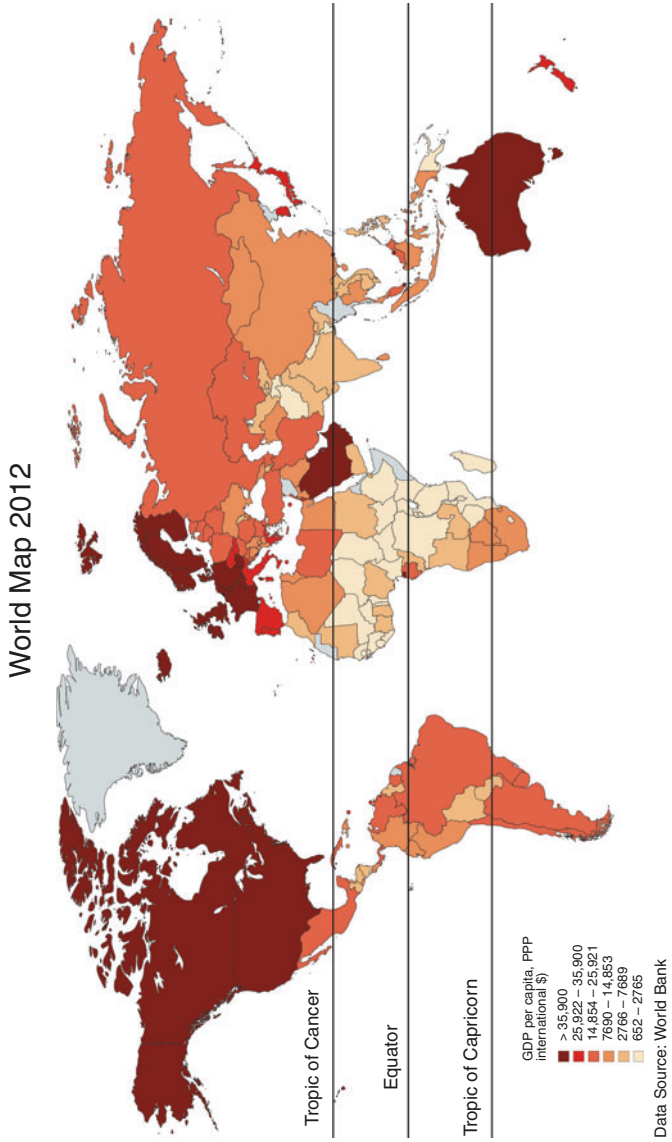 World Map 2012
Tropic of Cancer
Equator
Tropic of Capricorn
GDP per capita, PPP
international $)
> 35,900
25,922 – 35,900
14,854 – 25,921
7690 – 14,853
2766 – 7689
652 – 2765
Data Source: World Bank